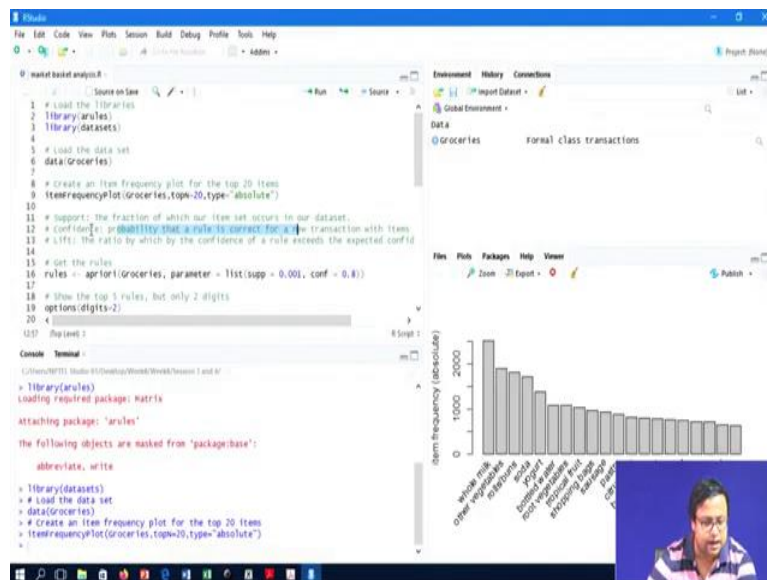 RStudio
File Edit Code View Plots Session Build Debug Profile Tools Help
Addins
Project: (None)
market basket analysis.R
Source on Save
Run
Source
1 # Load the libraries
2 library(arules)
3 library(datasets)
4
5 # Load the data set
6 data(Groceries)
7
8 # Create an item frequency plot for the top 20 items
9 itemFrequencyPlot(Groceries,topN=20,type="absolute")
10
11 # Support: The fraction of which our item set occurs in our dataset.
12 # Confidence: probability that a rule is correct for a new transaction with items
13 # Lift: The ratio by which by the confidence of a rule exceeds the expected confid
14
15 # Get the rules
16 rules <- apriori(Groceries, parameter = list(supp = 0.001, conf = 0.8))
17
18 # Show the top 5 rules, but only 2 digits
19 options(digits=2)
20
12:57 (Top Level)
R Script
Console Terminal
> library(arules)
Loading required package: Matrix
Attaching package: 'arules'
The following objects are masked from 'package:base':
abbreviate, write
> library(datasets)
> # Load the data set
> data(Groceries)
> # Create an item frequency plot for the top 20 items
> itemFrequencyPlot(Groceries,topN=20,type="absolute")
>
Environment History Connections
Import Dataset
List
Global Environment
Data
Groceries Formal class transactions
Files Plots Packages Help Viewer
Zoom Export
Publish
item frequency (absolute)
0 1000 2000
whole milk
other vegetables
rolls/buns
soda
yogurt
bottled water
root vegetables
tropical fruit
shopping bags
sausage